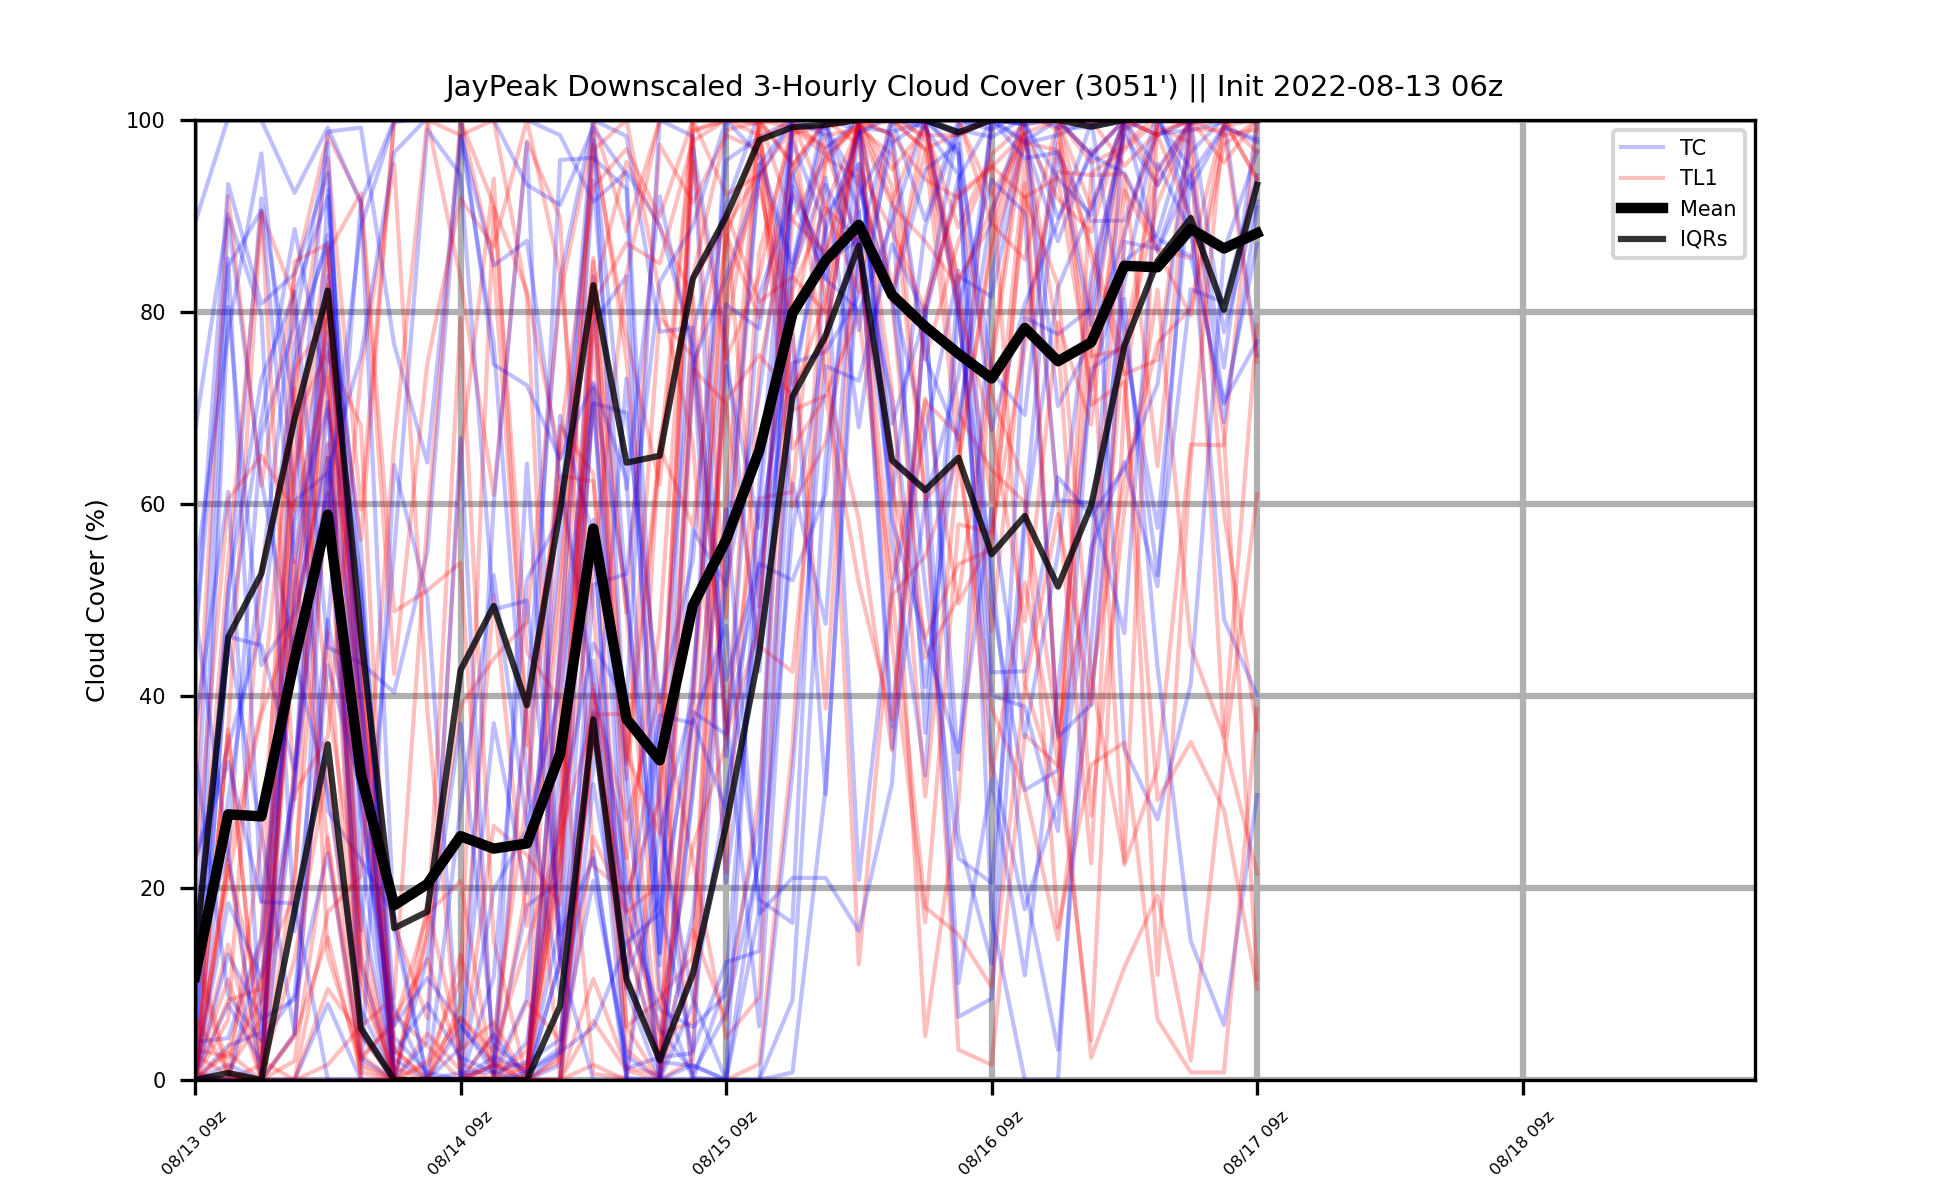 JayPeak Downscaled 3-Hourly Cloud Cover (3051') || Init 2022-08-13 06z
Cloud Cover (%)
100
80
60
40
20
0
TC
TL1
Mean
IQRs
08/13 09z
08/14 09z
08/15 09z
08/16 09z
08/17 09z
08/18 09z